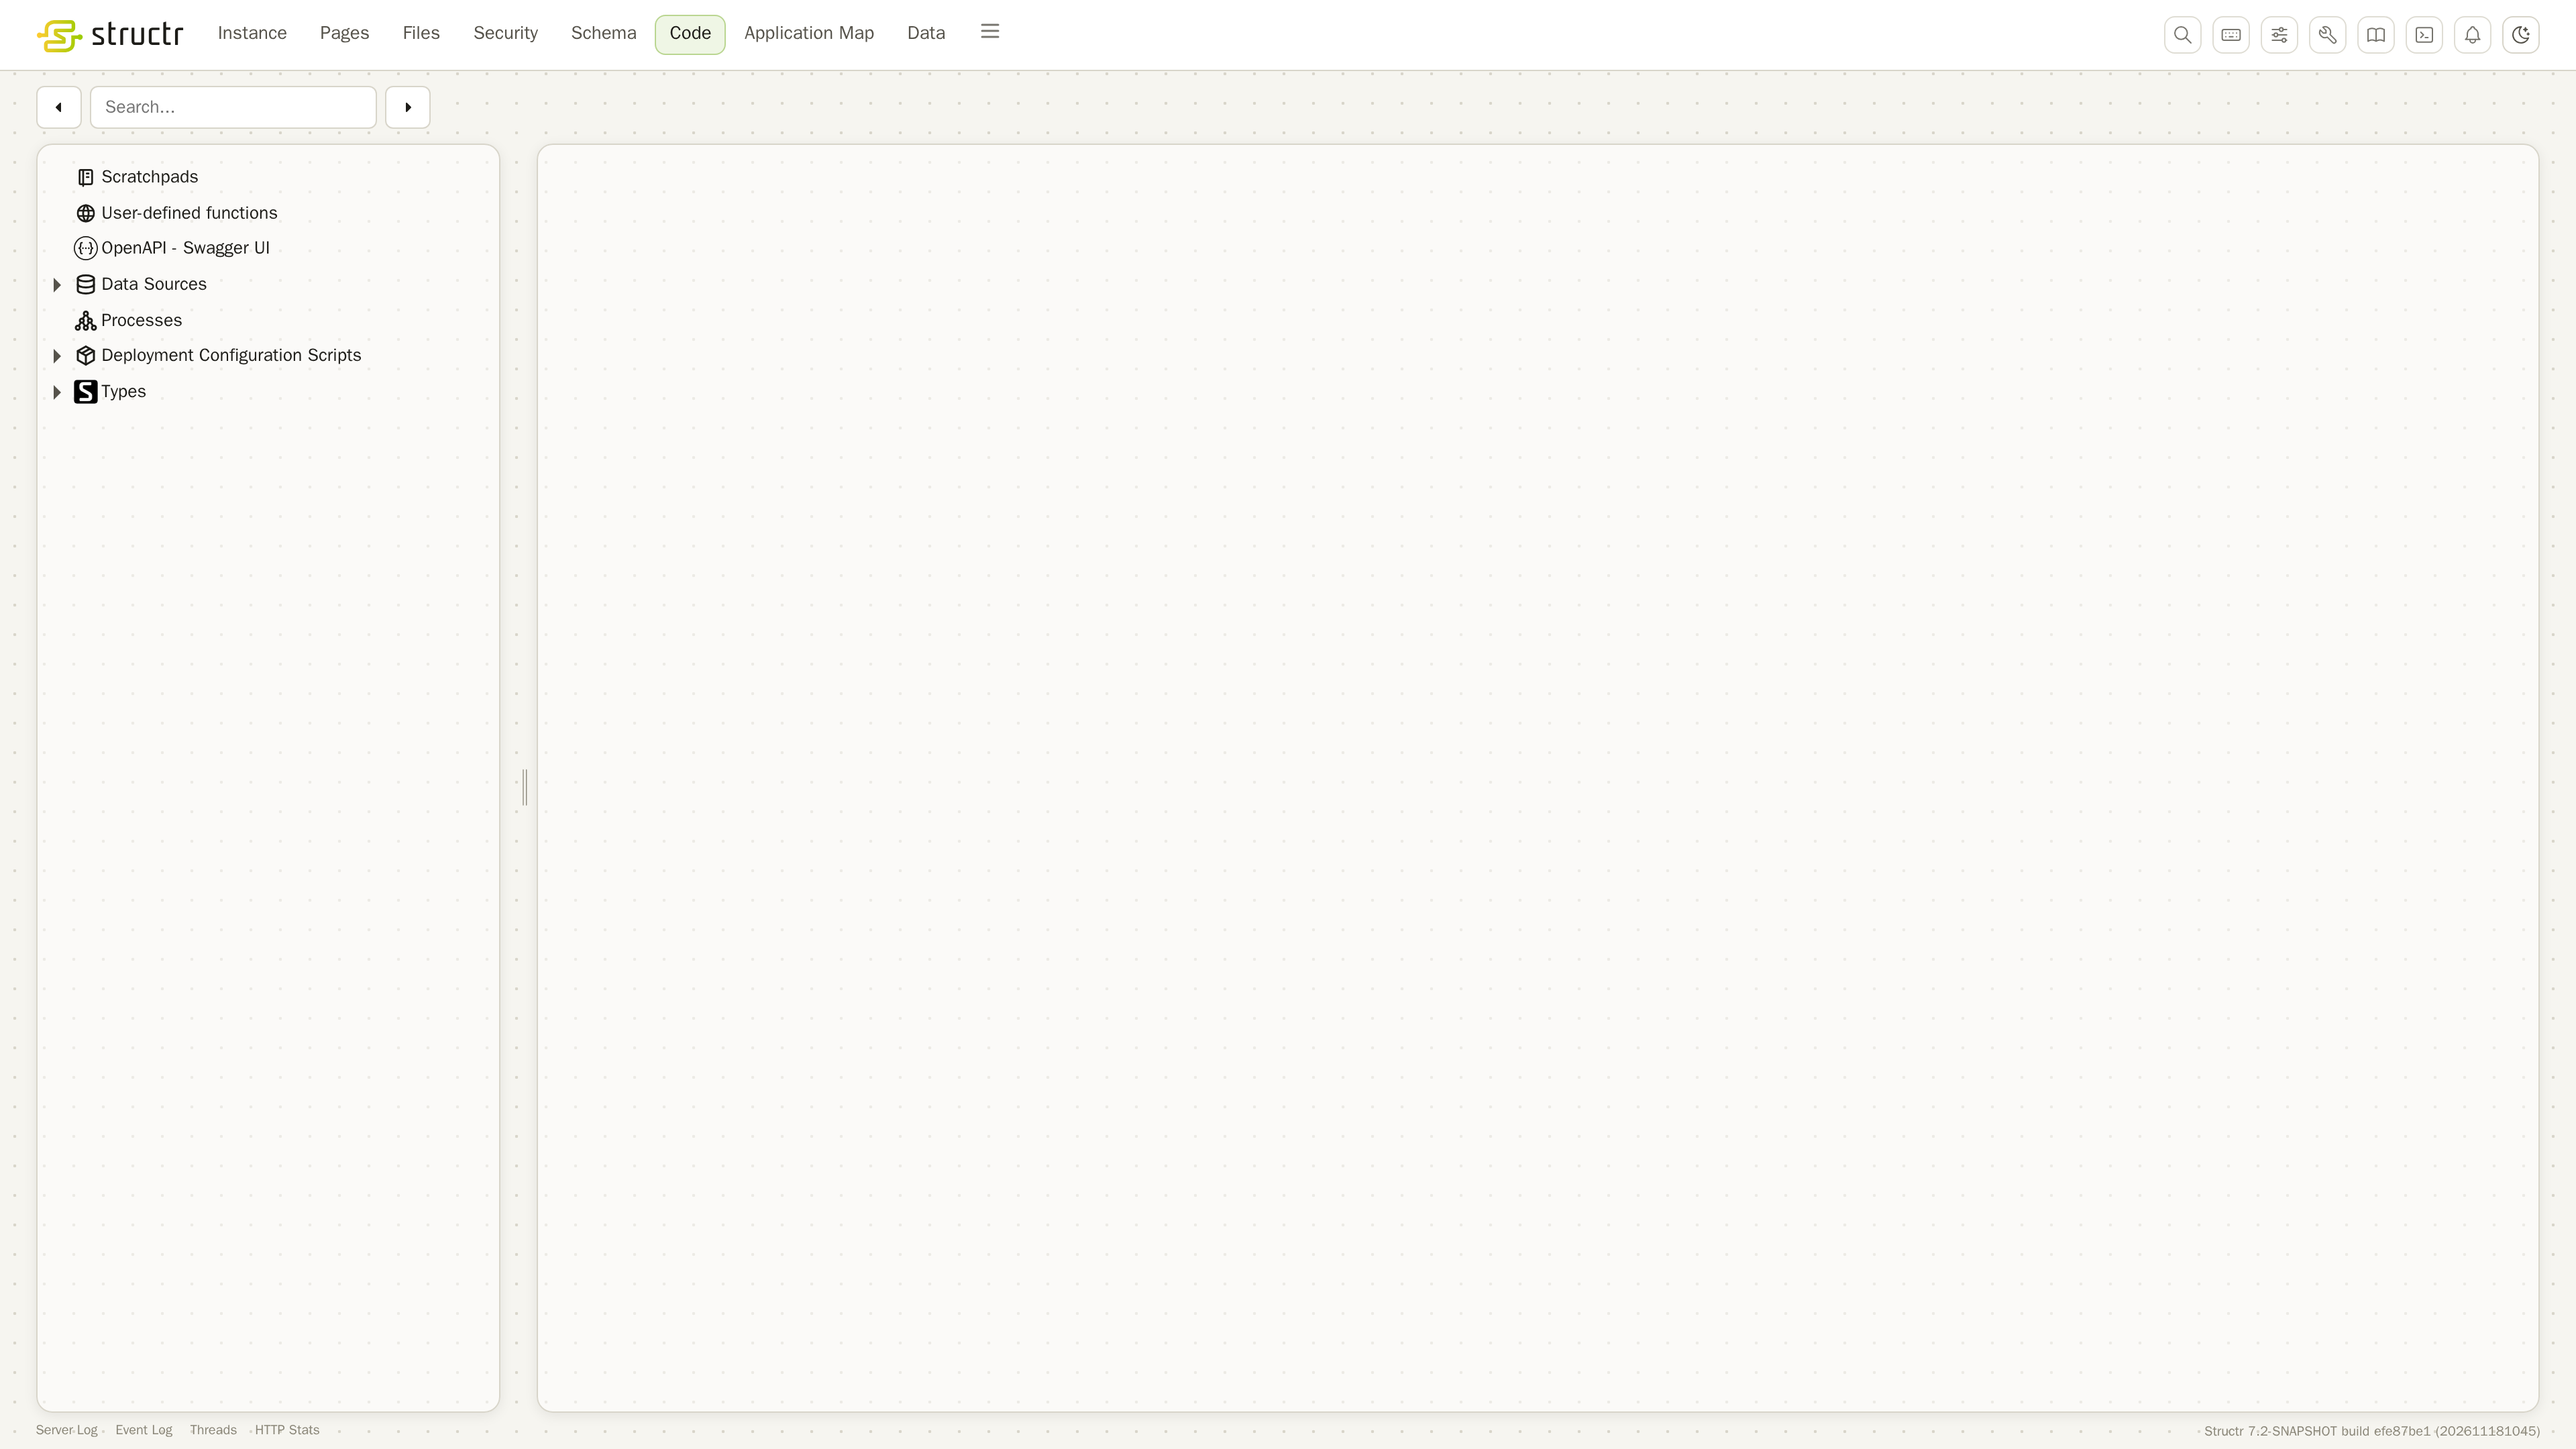 structr Instance Pages Files Security Schema Code Application Map Data
Search...
Scratchpads
User-defined functions
OpenAPI - Swagger UI
Data Sources
Processes
Deployment Configuration Scripts
Types
Server Log Event Log Threads HTTP Stats
Structr 7.2-SNAPSHOT build efe87be1 (202611181045)